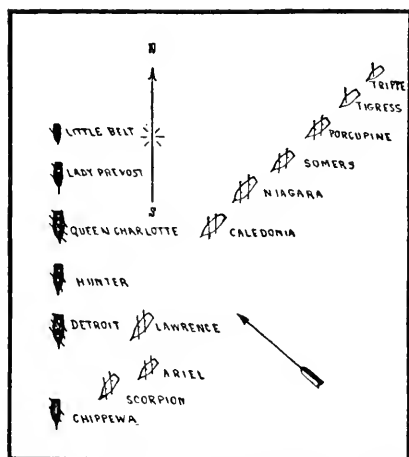 N
TRIPPE
TIGRESS
LITTLE BELT
PORCUPINE
SOMERS
LADY PREVOST
NIAGARA
S
QUEEN CHARLOTTE
CALEDONIA
HUNTER
DETROIT
LAWRENCE
ARIEL
SCORPION
CHIPPEWA